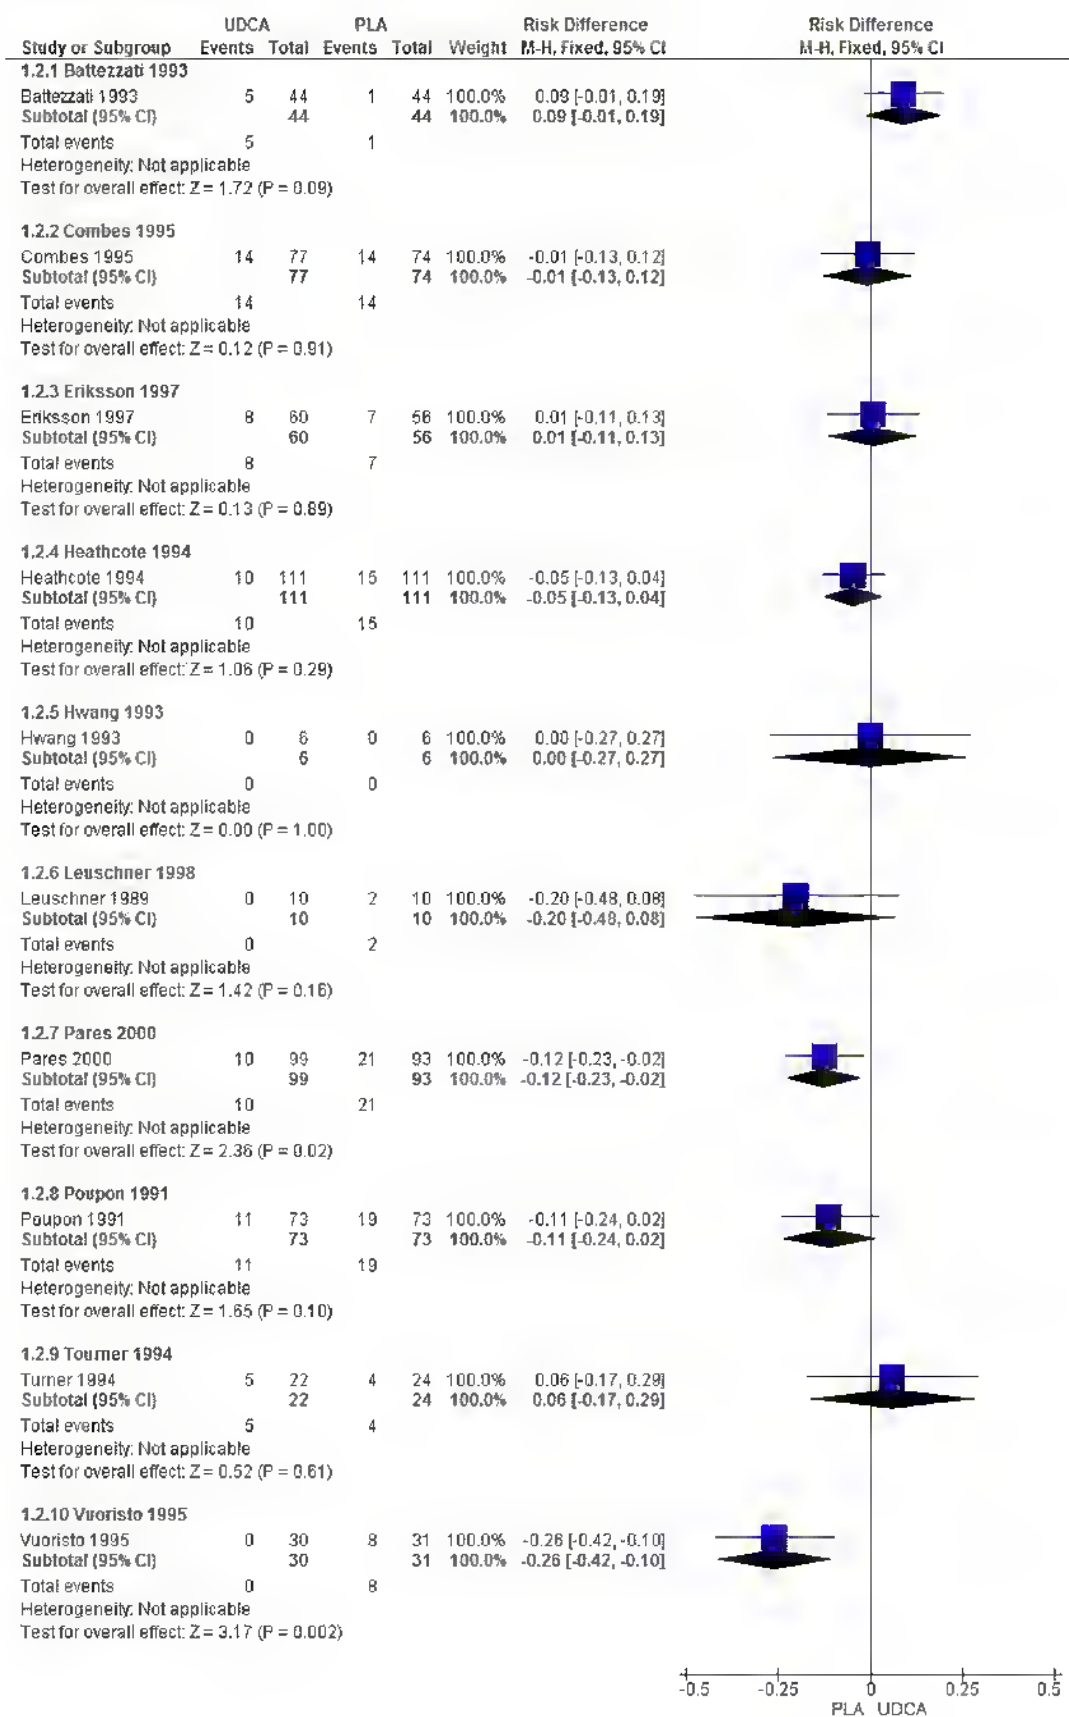 UDCA PLA Risk Difference Risk Difference
Study or Subgroup Events Total Events Total Weight M-H, Fixed, 95% CI M-H, Fixed, 95% CI
1.2.1 Battezzati 1993
Battezzati 1993 5 44 1 44 100.0% 0.09 [-0.01, 0.19]
Subtotal (95% CI) 44 44 100.0% 0.09 [-0.01, 0.19]
Total events 5 1
Heterogeneity: Not applicable
Test for overall effect: Z = 1.72 (P = 0.09)
1.2.2 Combes 1995
Combes 1995 14 77 14 74 100.0% -0.01 [-0.13, 0.12]
Subtotal (95% CI) 77 74 100.0% -0.01 [-0.13, 0.12]
Total events 14 14
Heterogeneity: Not applicable
Test for overall effect: Z = 0.12 (P = 0.91)
1.2.3 Eriksson 1997
Eriksson 1997 8 60 7 56 100.0% 0.01 [-0.11, 0.13]
Subtotal (95% CI) 60 56 100.0% 0.01 [-0.11, 0.13]
Total events 8 7
Heterogeneity: Not applicable
Test for overall effect: Z = 0.13 (P = 0.89)
1.2.4 Heathcote 1994
Heathcote 1994 10 111 15 111 100.0% -0.05 [-0.13, 0.04]
Subtotal (95% CI) 111 111 100.0% -0.05 [-0.13, 0.04]
Total events 10 15
Heterogeneity: Not applicable
Test for overall effect: Z = 1.06 (P = 0.29)
1.2.5 Hwang 1993
Hwang 1993 0 6 0 6 100.0% 0.00 [-0.27, 0.27]
Subtotal (95% CI) 6 6 100.0% 0.00 [-0.27, 0.27]
Total events 0 0
Heterogeneity: Not applicable
Test for overall effect: Z = 0.00 (P = 1.00)
1.2.6 Leuschner 1998
Leuschner 1989 0 10 2 10 100.0% -0.20 [-0.48, 0.08]
Subtotal (95% CI) 10 10 100.0% -0.20 [-0.48, 0.08]
Total events 0 2
Heterogeneity: Not applicable
Test for overall effect: Z = 1.42 (P = 0.16)
1.2.7 Pares 2000
Pares 2000 10 99 21 93 100.0% -0.12 [-0.23, -0.02]
Subtotal (95% CI) 99 93 100.0% -0.12 [-0.23, -0.02]
Total events 10 21
Heterogeneity: Not applicable
Test for overall effect: Z = 2.36 (P = 0.02)
1.2.8 Poupon 1991
Poupon 1991 11 73 19 73 100.0% -0.11 [-0.24, 0.02]
Subtotal (95% CI) 73 73 100.0% -0.11 [-0.24, 0.02]
Total events 11 19
Heterogeneity: Not applicable
Test for overall effect: Z = 1.65 (P = 0.10)
1.2.9 Tourner 1994
Turner 1994 5 22 4 24 100.0% 0.06 [-0.17, 0.29]
Subtotal (95% CI) 22 24 100.0% 0.06 [-0.17, 0.29]
Total events 5 4
Heterogeneity: Not applicable
Test for overall effect: Z = 0.52 (P = 0.61)
1.2.10 Vuoristo 1995
Vuoristo 1995 0 30 8 31 100.0% -0.26 [-0.42, -0.10]
Subtotal (95% CI) 30 31 100.0% -0.26 [-0.42, -0.10]
Total events 0 8
Heterogeneity: Not applicable
Test for overall effect: Z = 3.17 (P = 0.002)
-0.5 -0.25 0 0.25 0.5
PLA UDCA